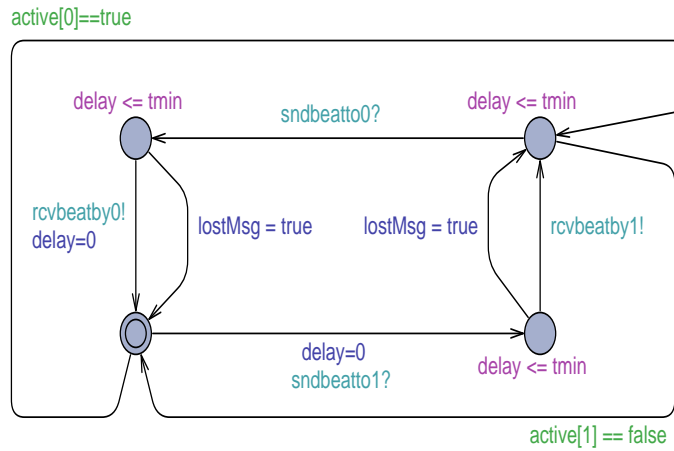 active[0]==true
delay <= tmin
delay <= tmin
sndbeatto0?
rcvbeatby0!
delay=0
lostMsg = true
lostMsg = true
rcvbeatby1!
delay=0
sndbeatto1?
delay <= tmin
active[1] == false